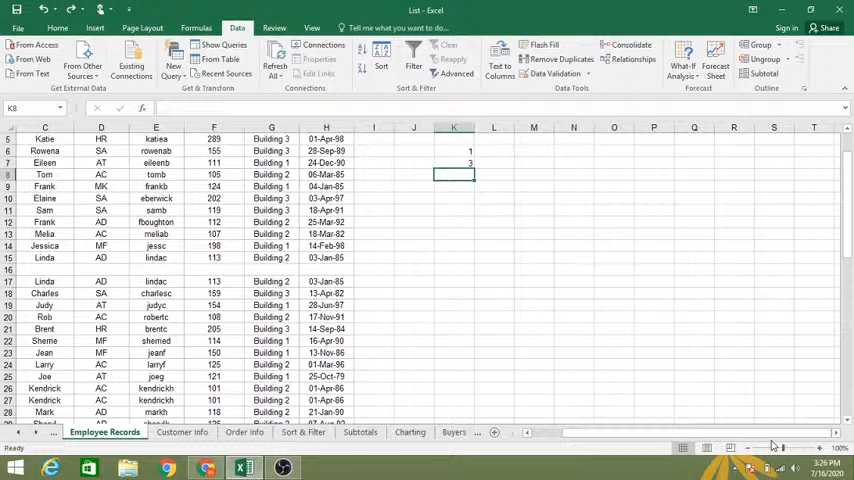 List - Excel
Sign in Share
File Home Insert Page Layout Formulas Data Review View Tell me what you want to do...
From Access
From Web
From Text
From Other Sources
Existing Connections
New Query
Show Queries
From Table
Recent Sources
Refresh All
Connections
Properties
Edit Links
Sort
Filter
Clear
Reapply
Advanced
Text to Columns
Flash Fill
Remove Duplicates
Data Validation
Consolidate
Relationships
What-If Analysis
Forecast Sheet
Group
Ungroup
Subtotal
Get External Data Get & Transform Connections Sort & Filter Data Tools Forecast Outline
K8
C D E F G H I J K L M N O P Q R S T
5 Katie HR katiea 289 Building 3 01-Apr-98
6 Rowena SA rowenab 155 Building 3 28-Sep-89 1
7 Eileen AT eileenb 111 Building 1 24-Dec-90 3
8 Tom AC tomb 105 Building 2 06-Mar-85
9 Frank MK frankb 124 Building 1 04-Jan-85
10 Elaine SA eberwick 202 Building 3 03-Apr-97
11 Sam SA samb 119 Building 3 18-Apr-91
12 Frank AD fboughton 112 Building 2 25-Mar-92
13 Melia AC meliab 107 Building 2 18-Mar-82
14 Jessica MF jessc 198 Building 1 14-Feb-98
15 Linda AD lindac 113 Building 2 03-Jan-85
16
17 Linda AD lindac 113 Building 2 03-Jan-85
18 Charles SA charlesc 159 Building 3 13-Apr-82
19 Judy AT judyc 154 Building 1 28-Jun-97
20 Rob AC robertc 108 Building 2 17-Nov-91
21 Brent HR brentc 205 Building 3 14-Sep-84
22 Sherrie MF sherried 114 Building 1 16-Apr-90
23 Jean MF jeanf 150 Building 1 13-Nov-86
24 Larry AC larryf 125 Building 2 01-Mar-96
25 Joe AT joeg 121 Building 1 25-Oct-79
26 Kendrick AC kendrickh 101 Building 2 01-Apr-86
27 Kendrick AC kendrickh 101 Building 2 01-Apr-86
28 Mark AD markh 118 Building 2 21-Jan-90
... Employee Records Customer Info Order Info Sort & Filter Subtotals Charting Buyers ...
Ready 100%
3:26 PM
7/16/2020